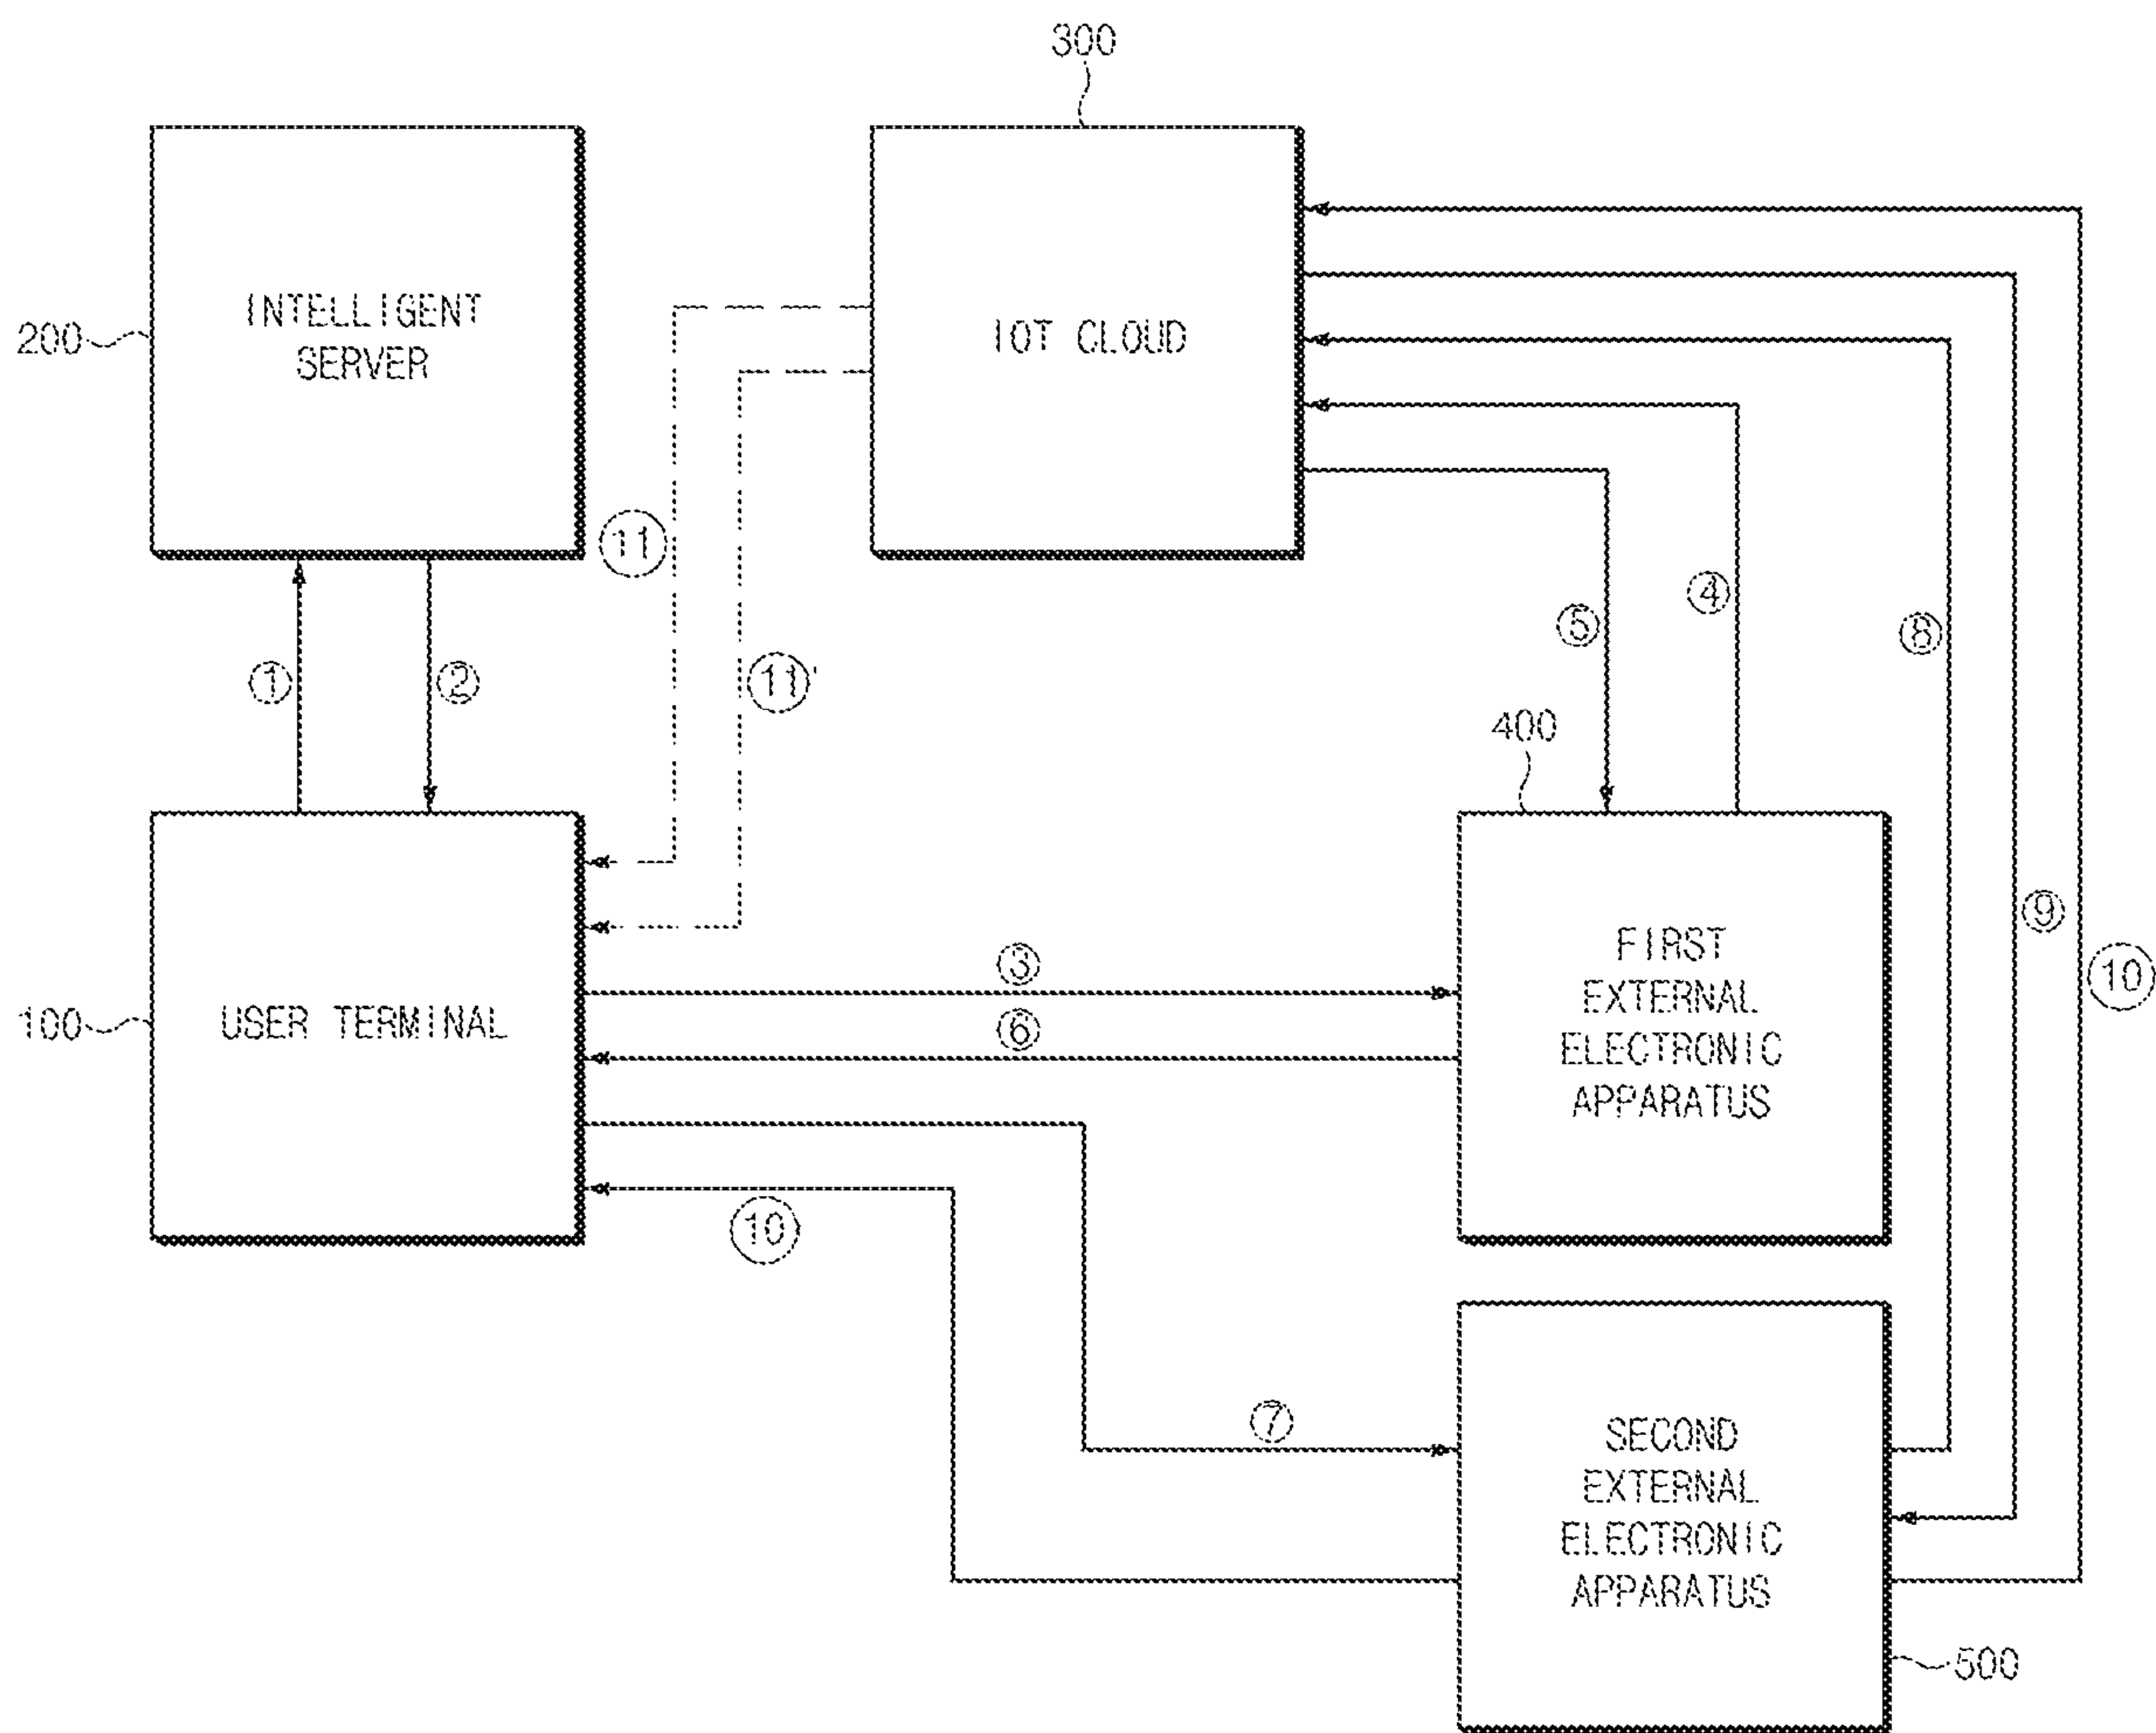 300
INTELLIGENT
SERVER
200
IOT CLOUD
11
4
5
8
1
2
11'
400
9
3
FIRST
EXTERNAL
ELECTRONIC
APPARATUS
10
100
USER TERMINAL
6
10
7
SECOND
EXTERNAL
ELECTRONIC
APPARATUS
500